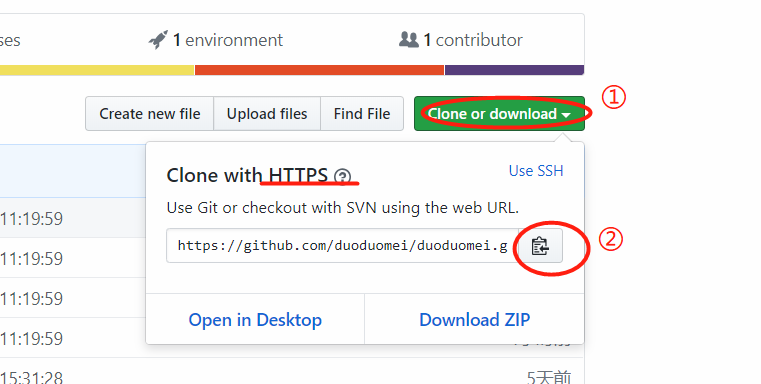 ses
1 environment
1 contributor
Create new file
Upload files
Find File
Clone or download
①
Clone with HTTPS
Use SSH
Use Git or checkout with SVN using the web URL.
https://github.com/duoduomei/duoduomei.g
②
Open in Desktop
Download ZIP
11:19:59
11:19:59
11:19:59
11:19:59
15:31:28
5天前